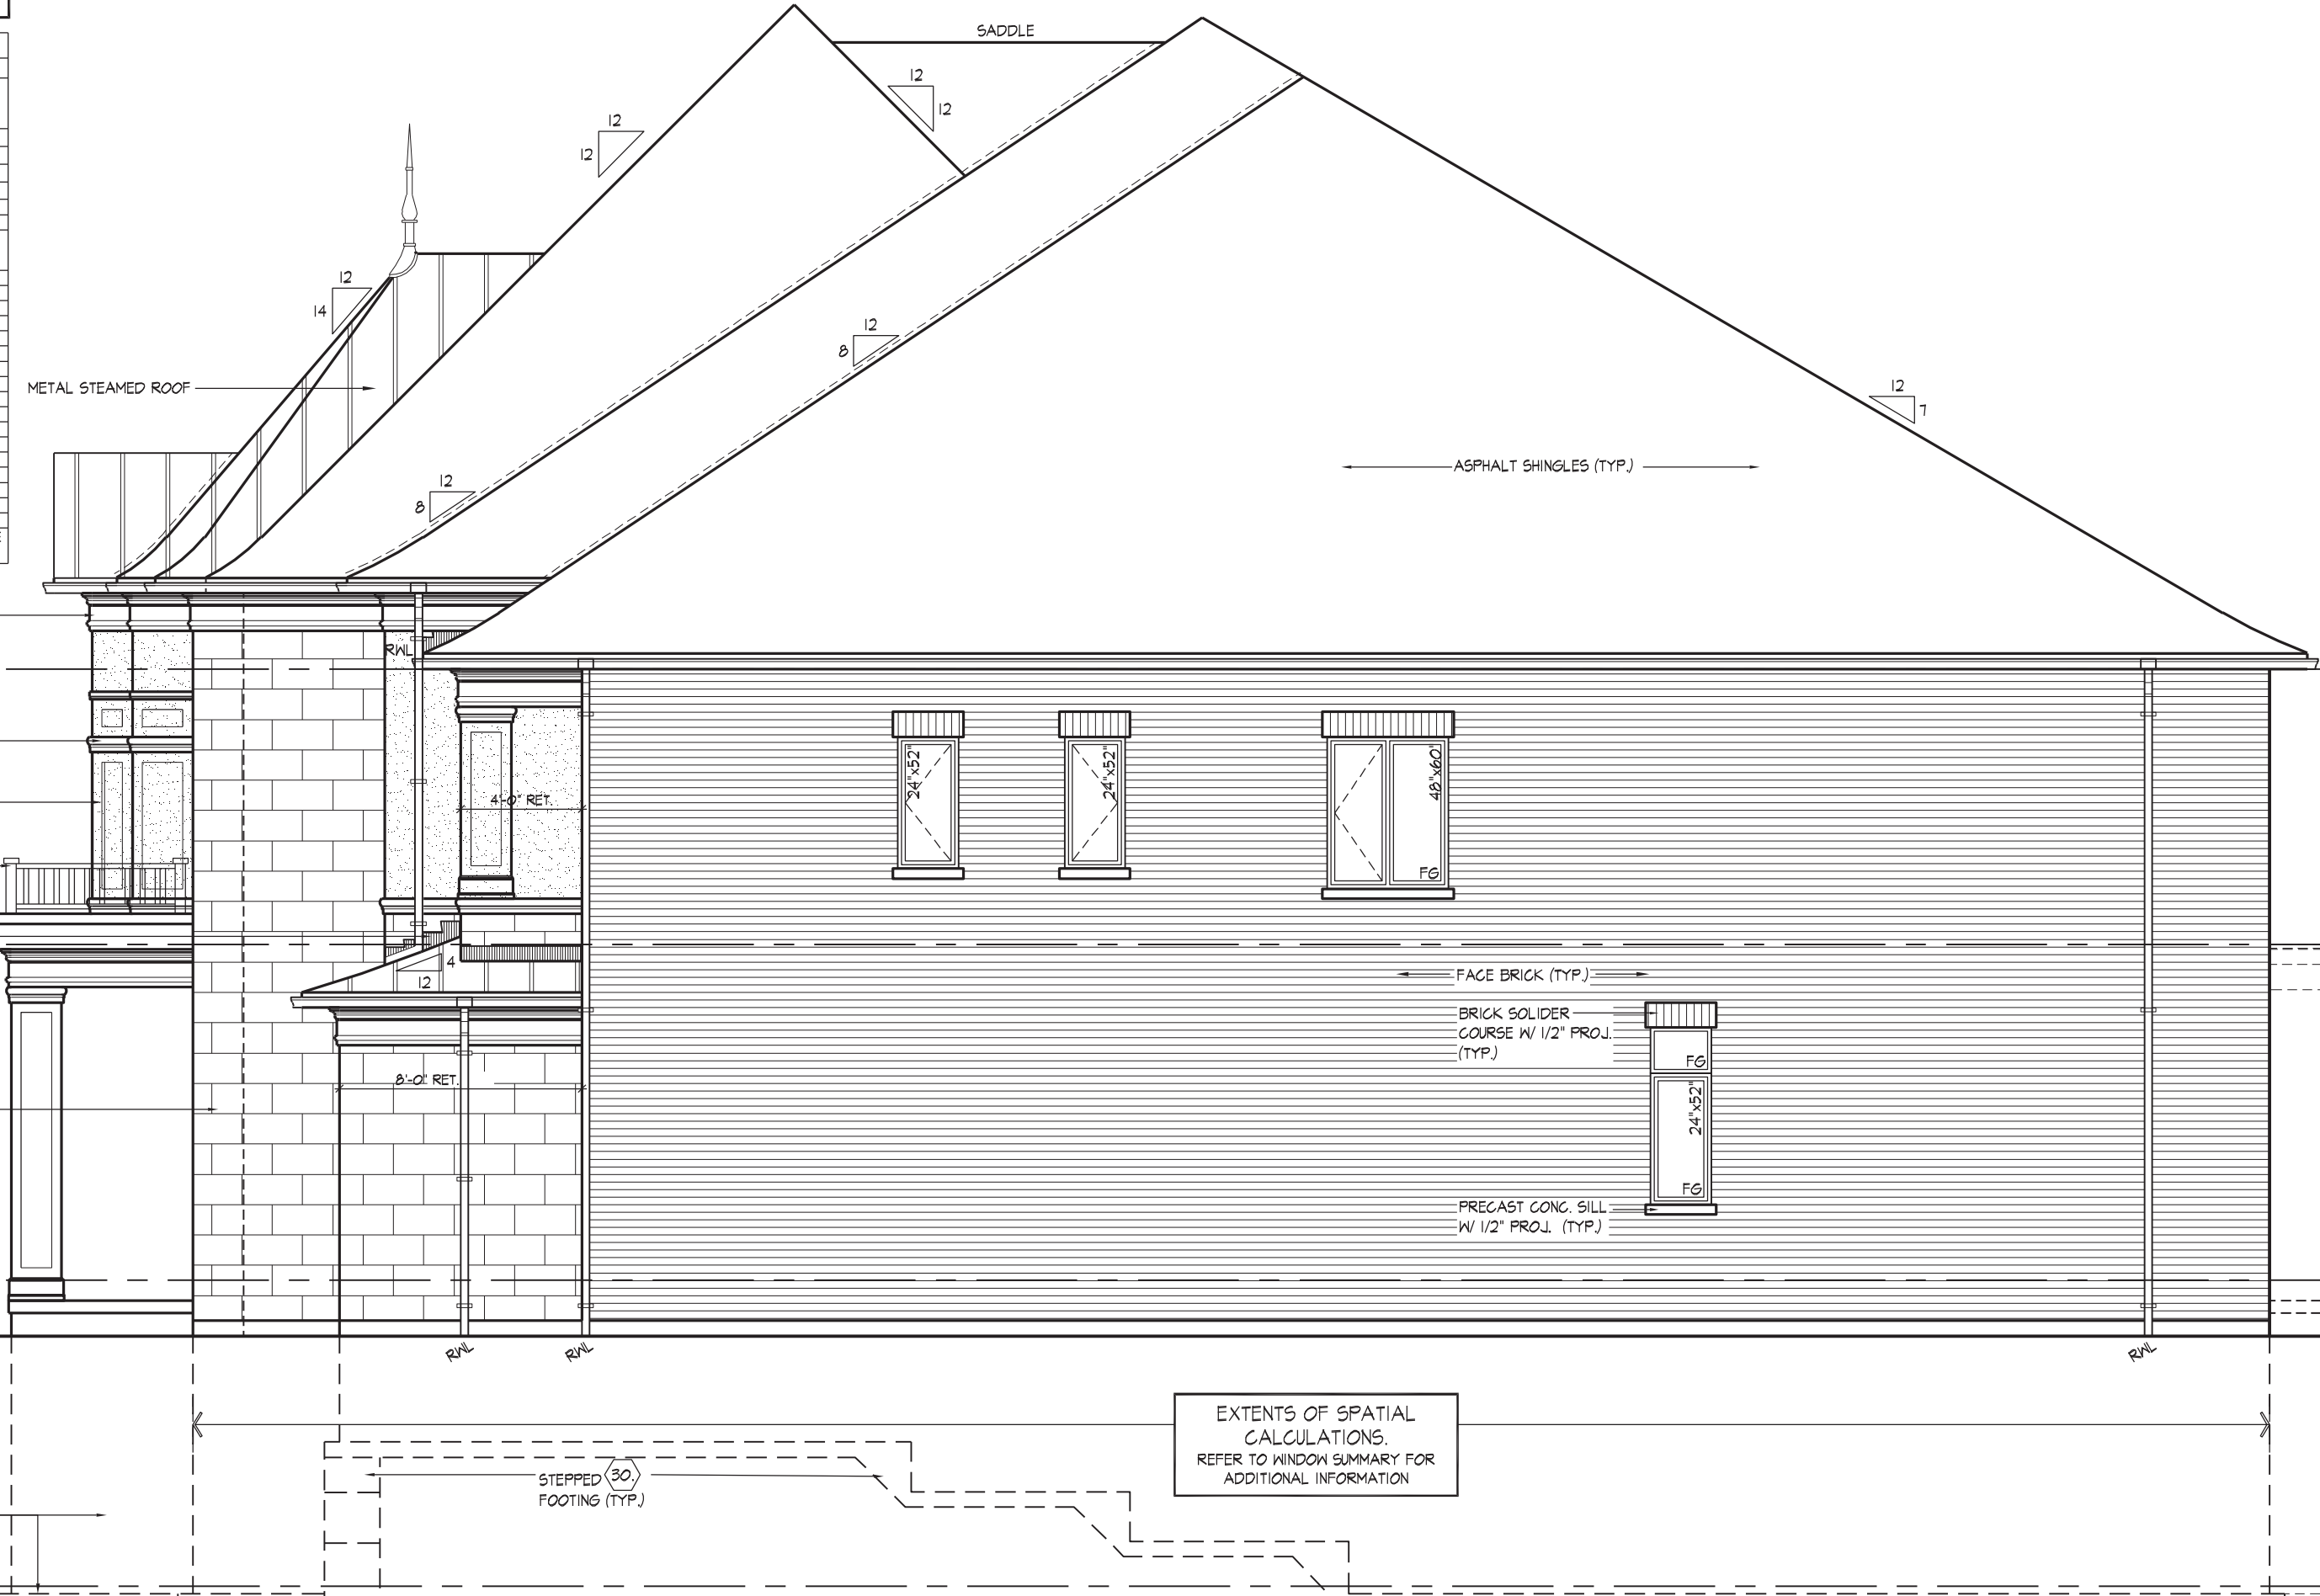 SADDLE
12
12
12
12
12
14
METAL STEAMED ROOF
12
8
12
7
ASPHALT SHINGLES (TYP.)
12
8
RWL
24"x52"
24"x52"
48"x60"
4'-0" RET.
FG
4
12
FACE BRICK (TYP.)
BRICK SOLIDER
COURSE W/ 1/2" PROJ.
(TYP.)
FG
8'-0" RET.
24"x52"
FG
PRECAST CONC. SILL
W/ 1/2" PROJ. (TYP.)
RWL
RWL
RWL
EXTENTS OF SPATIAL
CALCULATIONS.
REFER TO WINDOW SUMMARY FOR
ADDITIONAL INFORMATION
STEPPED 30.
FOOTING (TYP.)